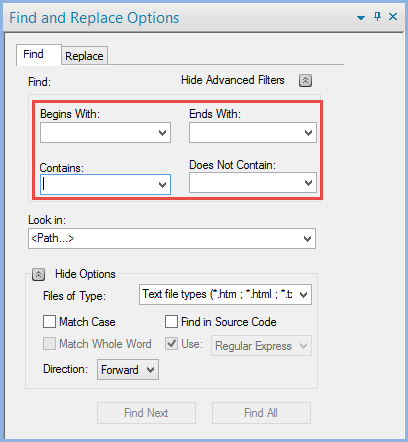 Find and Replace Options
Find Replace
Find: Hide Advanced Filters
Begins With: Ends With:
Contains: Does Not Contain:
Look in:
<Path...>
Hide Options
Files of Type: Text file types (*.htm ; *.html ; *.tx
Match Case Find in Source Code
Match Whole Word Use: Regular Express
Direction: Forward
Find Next Find All